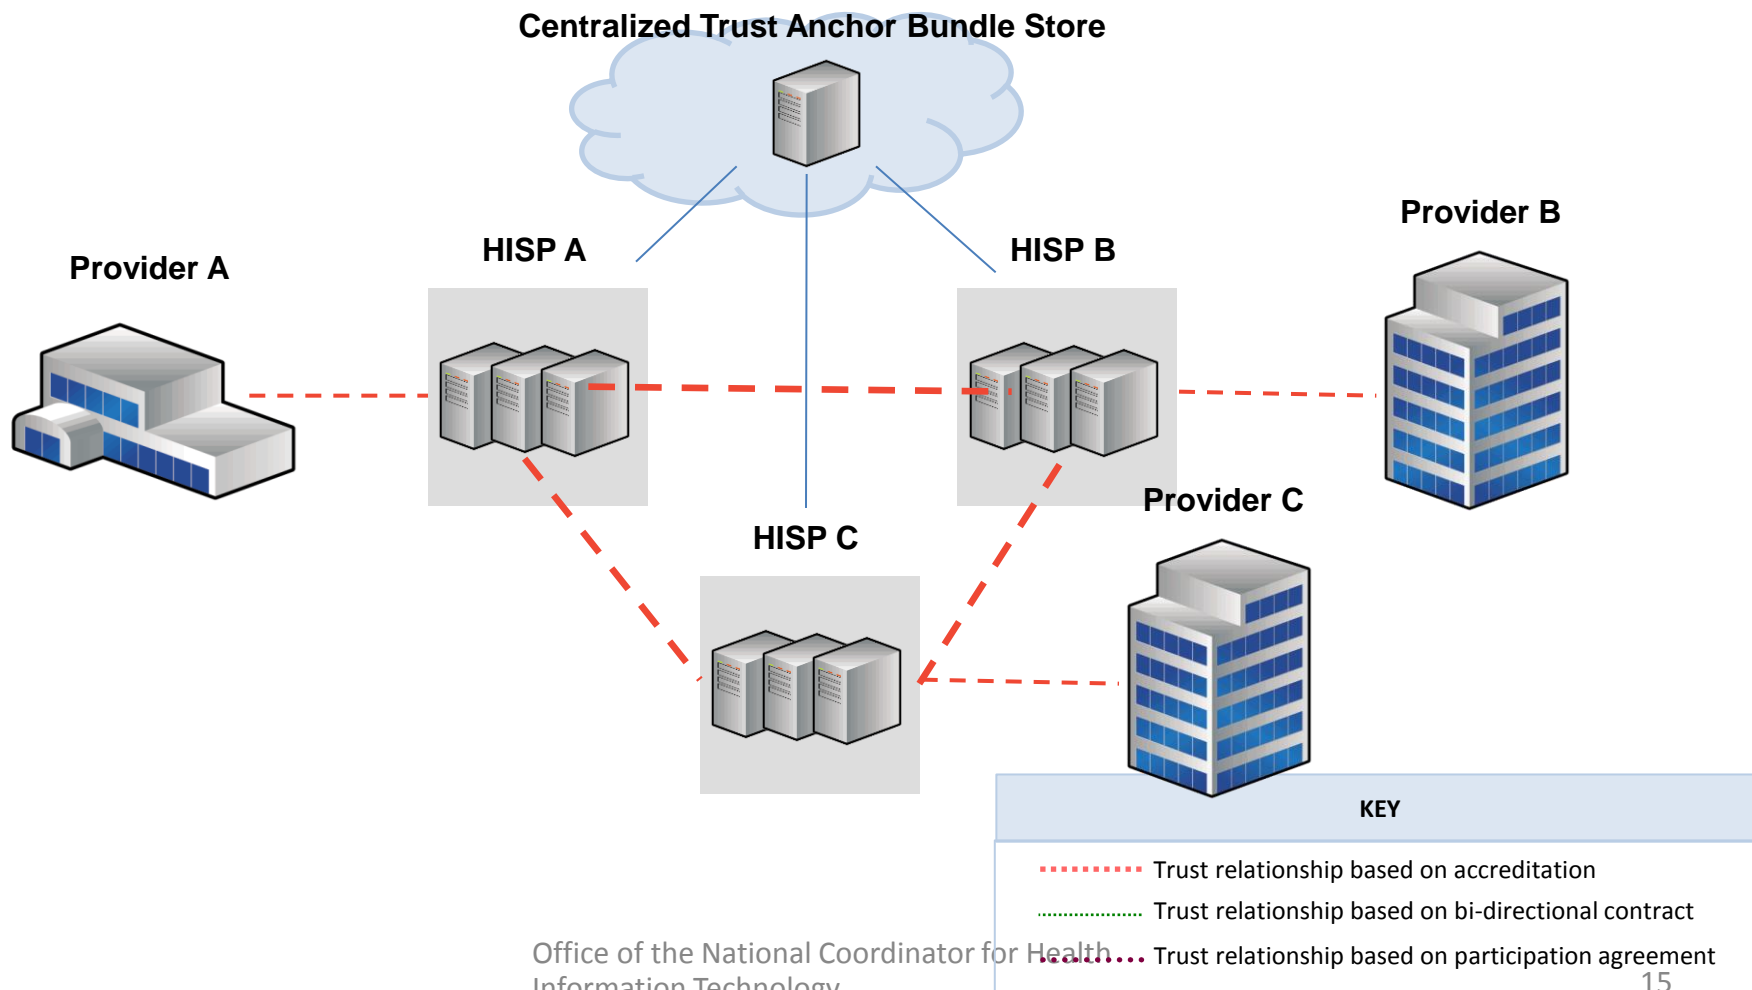 Centralized Trust Anchor Bundle Store
Provider B
HISP A
HISP B
Provider A
Provider C
HISP C
KEY
Trust relationship based on accreditation
Trust relationship based on bi-directional contract
Trust relationship based on participation agreement
Office of the National Coordinator for Health
Information Technology
15